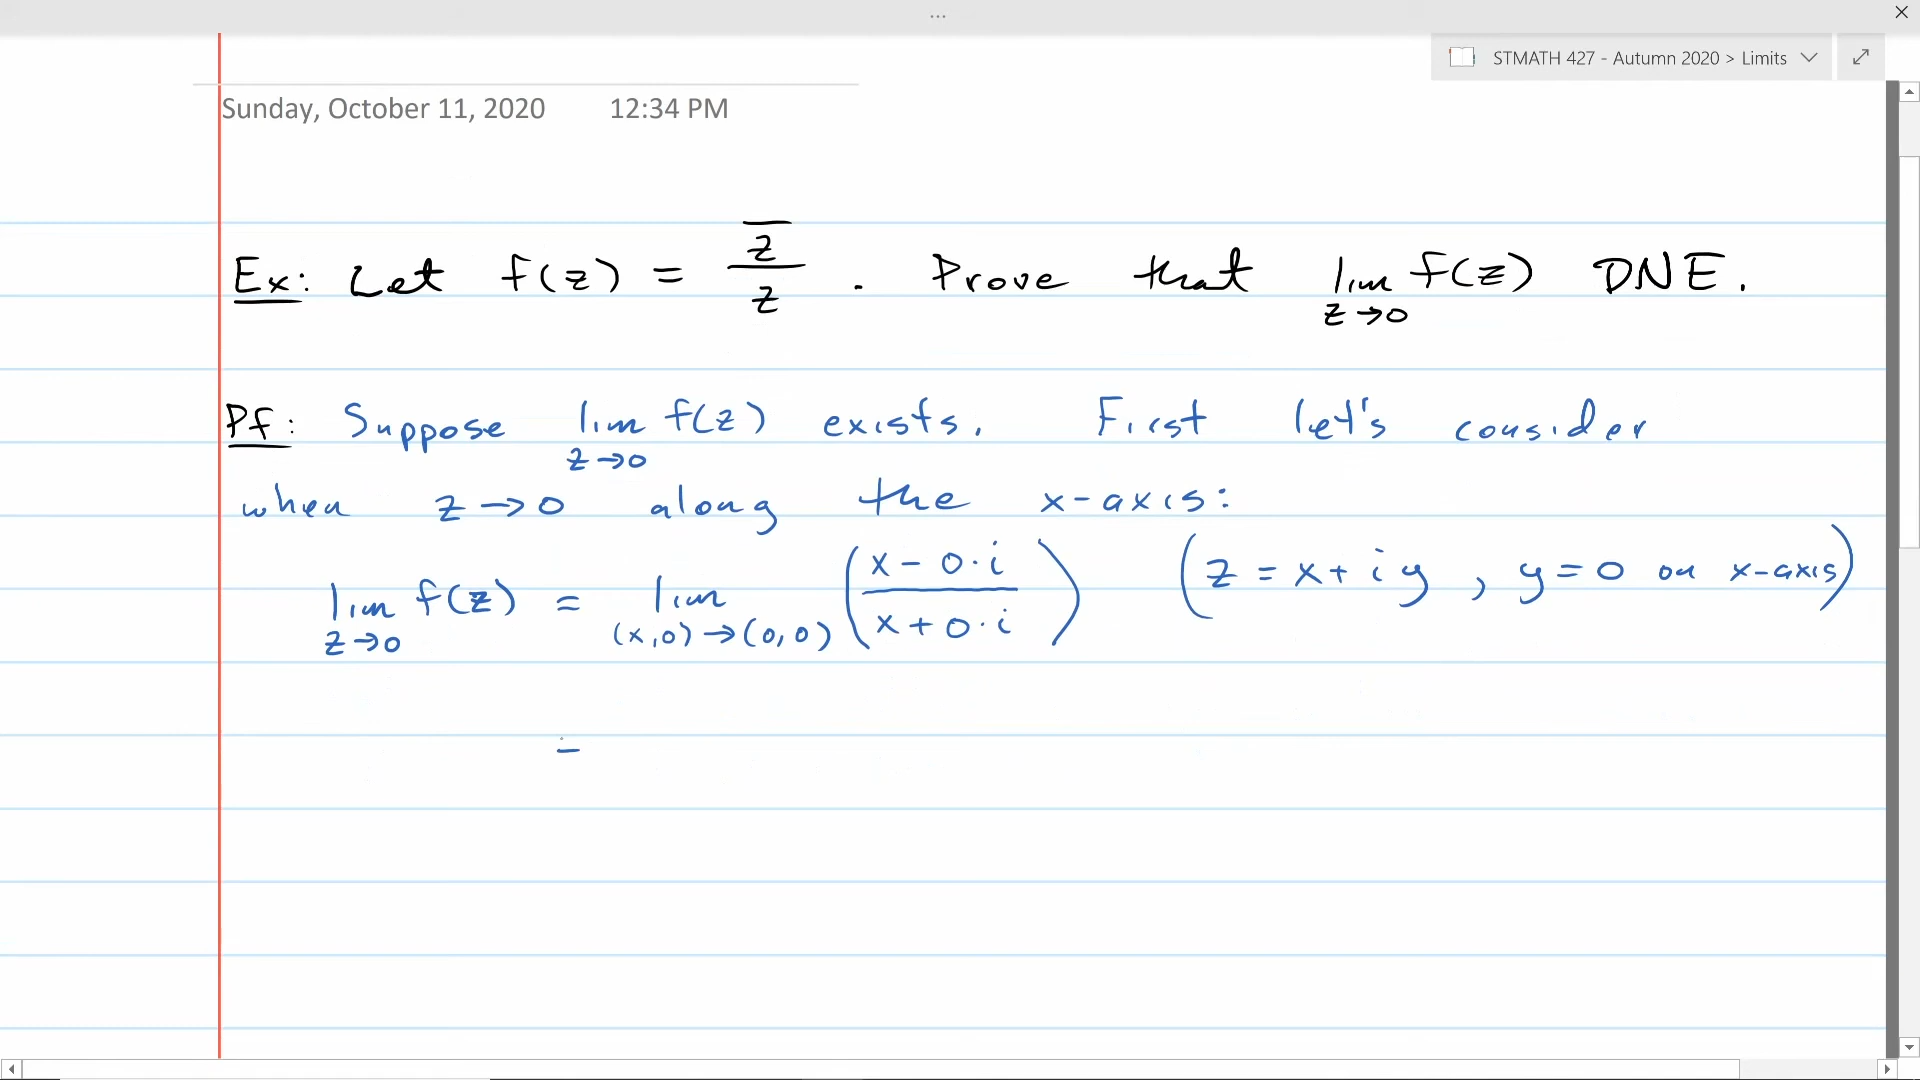 ...
STMATH 427 - Autumn 2020 > Limits
Sunday, October 11, 2020 12:34 PM
Ex: Let f(z) = z̅/z . Prove that lim_{z→0} f(z) DNE.
Pf: Suppose lim_{z→0} f(z) exists. First let's consider
when z→0 along the x-axis:
lim_{z→0} f(z) = lim_{(x,0)→(0,0)} ((x-0·i)/(x+0·i)) (z = x+iy, y=0 on x-axis)
=